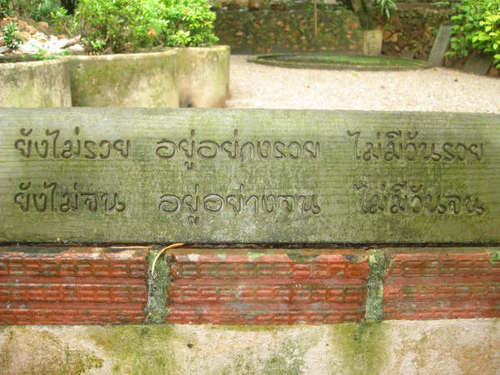 ยังไม่รวย อยู่อย่างรวย ไม่มีวันรวย
ยังไม่จน อยู่อย่างจน ไม่มีวันจน